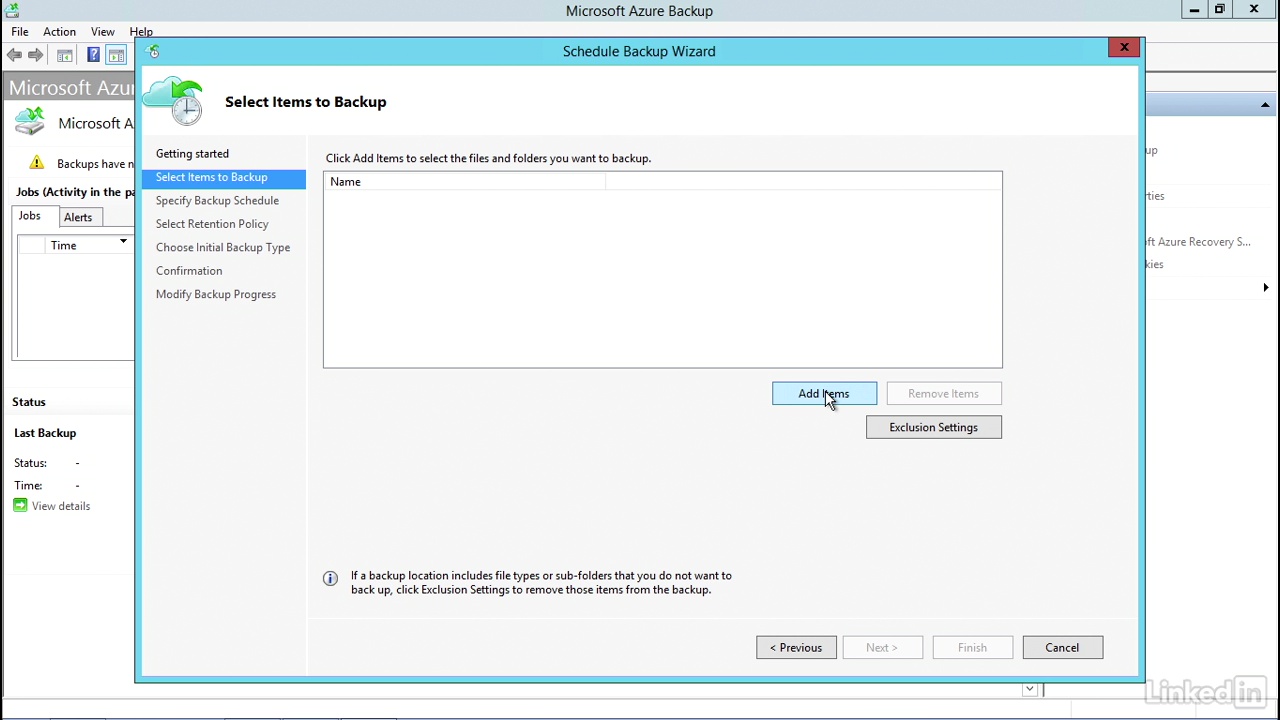 Microsoft Azure Backup
File Action View Help
Schedule Backup Wizard
Microsoft Azu
Select Items to Backup
Microsoft A
Getting started
Click Add Items to select the files and folders you want to backup.
up
Backups have n
Select Items to Backup
Name
Jobs (Activity in the pa
Specify Backup Schedule
rties
Jobs
Alerts
Select Retention Policy
Time
Choose Initial Backup Type
oft Azure Recovery S...
Confirmation
kies
Modify Backup Progress
Add Items
Remove Items
Status
Exclusion Settings
Last Backup
Status: -
Time: -
View details
If a backup location includes file types or sub-folders that you do not want to
back up, click Exclusion Settings to remove those items from the backup.
< Previous
Next >
Finish
Cancel
Linked in